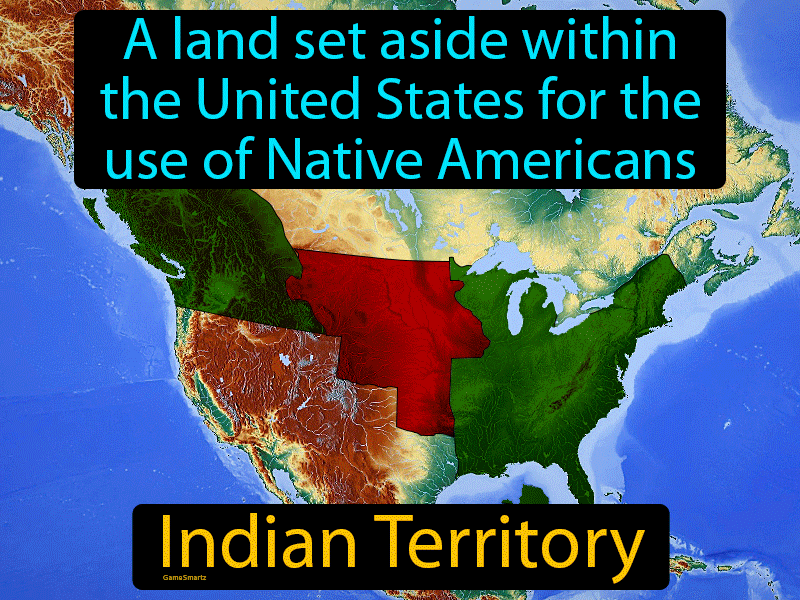 A land set aside within
the United States for the
use of Native Americans
Indian Territory
GameSmartz